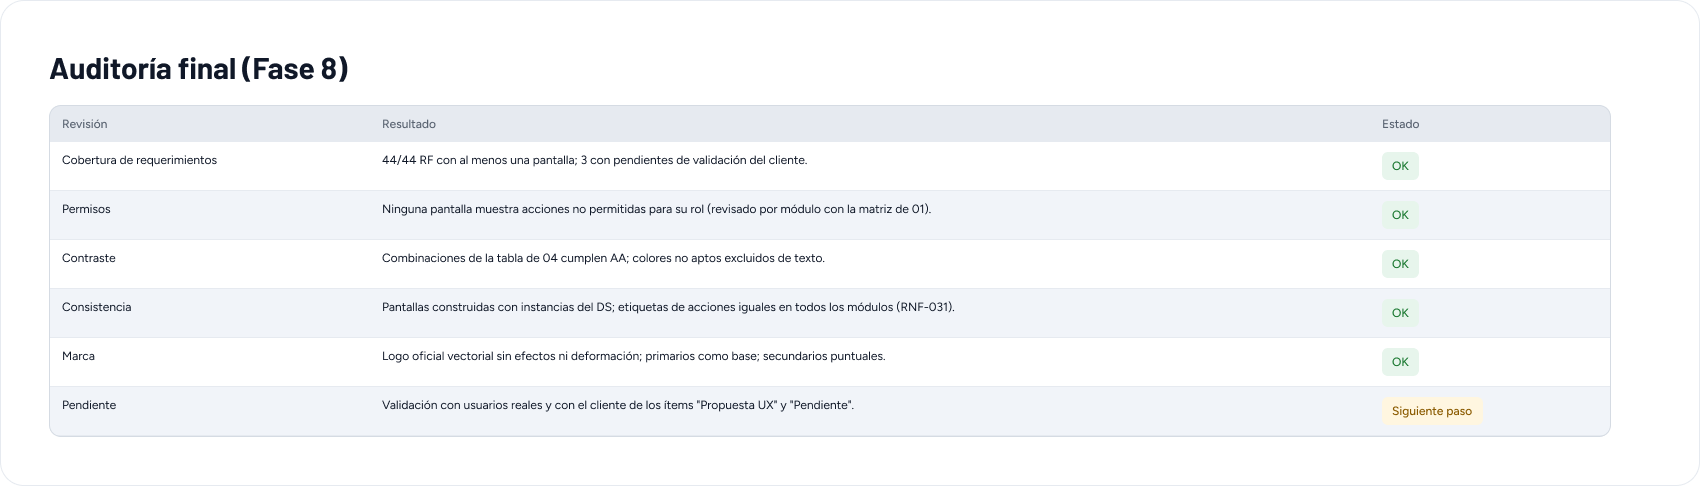 Auditoría final (Fase 8)
Revisión Resultado Estado
Cobertura de requerimientos 44/44 RF con al menos una pantalla; 3 con pendientes de validación del cliente. OK
Permisos Ninguna pantalla muestra acciones no permitidas para su rol (revisado por módulo con la matriz de 01). OK
Contraste Combinaciones de la tabla de 04 cumplen AA; colores no aptos excluidos de texto. OK
Consistencia Pantallas construidas con instancias del DS; etiquetas de acciones iguales en todos los módulos (RNF-031). OK
Marca Logo oficial vectorial sin efectos ni deformación; primarios como base; secundarios puntuales. OK
Pendiente Validación con usuarios reales y con el cliente de los ítems "Propuesta UX" y "Pendiente". Siguiente paso